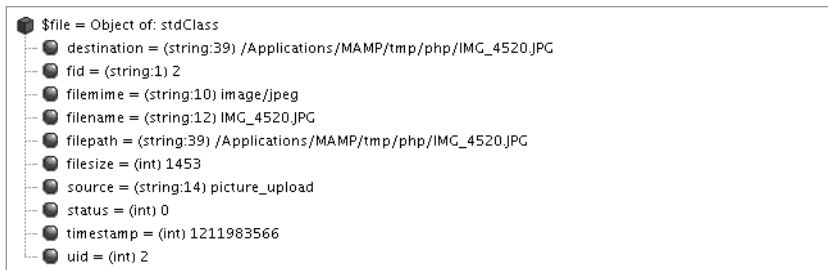 $file = Object of: stdClass
destination = (string:39) /Applications/MAMP/tmp/php/IMG_4520.JPG
fid = (string:1) 2
filemime = (string:10) image/jpeg
filename = (string:12) IMG_4520.JPG
filepath = (string:39) /Applications/MAMP/tmp/php/IMG_4520.JPG
filesize = (int) 1453
source = (string:14) picture_upload
status = (int) 0
timestamp = (int) 1211983566
uid = (int) 2